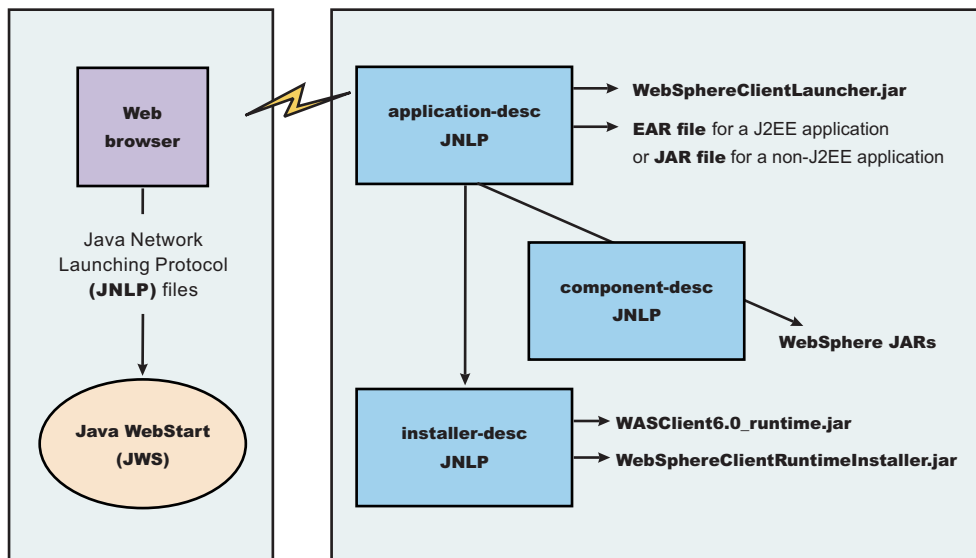 Web
browser
Java Network
Launching Protocol
(JNLP) files
Java WebStart
(JWS)
application-desc
JNLP
WebSphereClientLauncher.jar
EAR file for a J2EE application
or JAR file for a non-J2EE application
component-desc
JNLP
WebSphere JARs
installer-desc
JNLP
WASClient6.0_runtime.jar
WebSphereClientRuntimeInstaller.jar